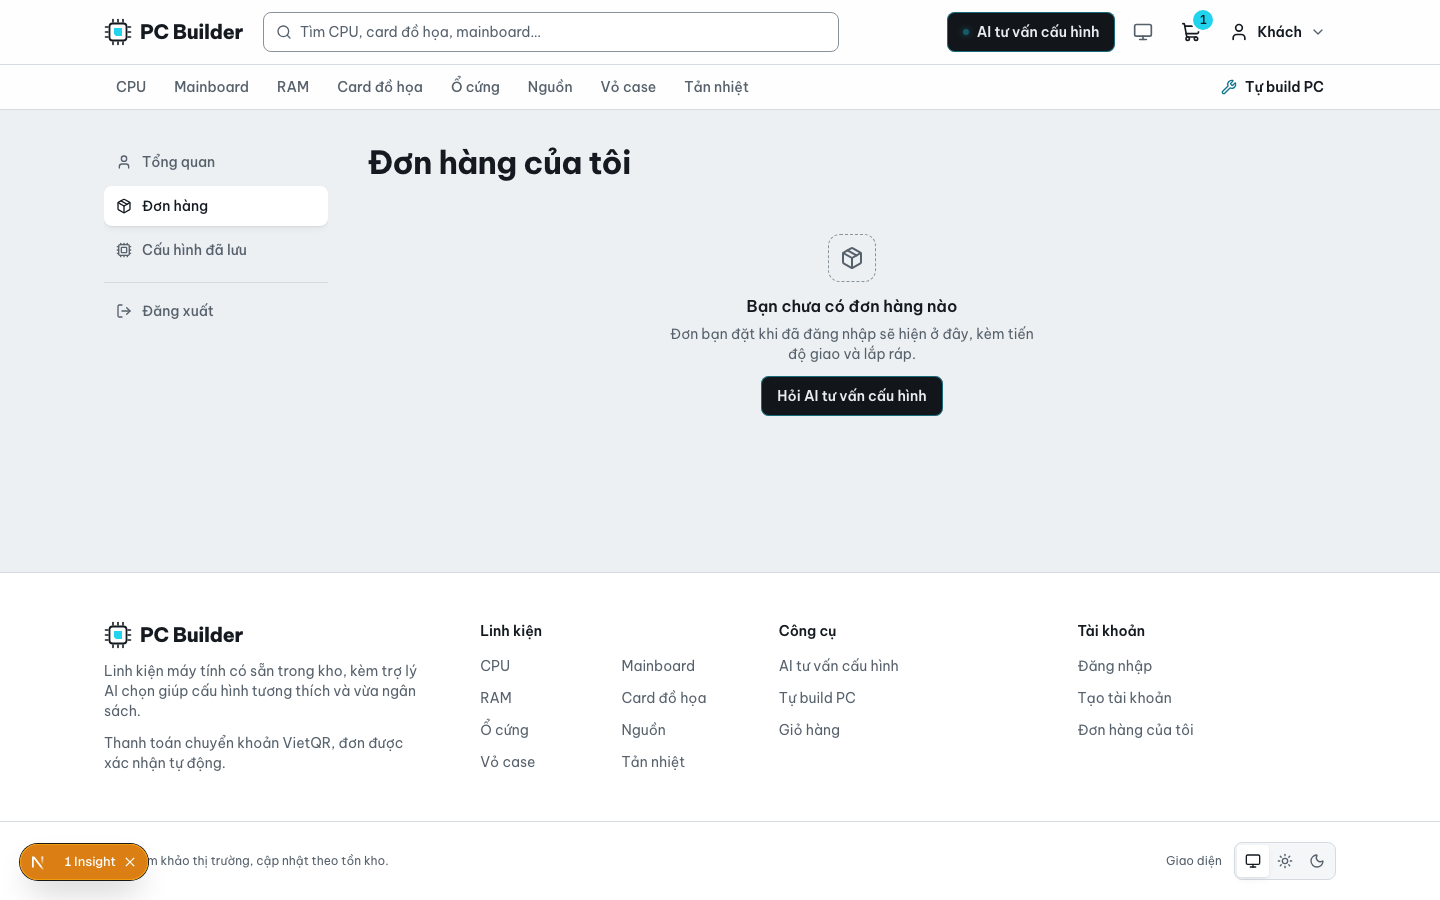 PC Builder
Tìm CPU, card đồ họa, mainboard...
AI tư vấn cấu hình
1
Khách
CPU
Mainboard
RAM
Card đồ họa
Ổ cứng
Nguồn
Vỏ case
Tản nhiệt
Tự build PC
Tổng quan
Đơn hàng
Cấu hình đã lưu
Đăng xuất
Đơn hàng của tôi
Bạn chưa có đơn hàng nào
Đơn bạn đặt khi đã đăng nhập sẽ hiện ở đây, kèm tiến
độ giao và lắp ráp.
Hỏi AI tư vấn cấu hình
PC Builder
Linh kiện máy tính có sẵn trong kho, kèm trợ lý
AI chọn giúp cấu hình tương thích và vừa ngân
sách.
Thanh toán chuyển khoản VietQR, đơn được
xác nhận tự động.
Linh kiện
CPU
Mainboard
RAM
Card đồ họa
Ổ cứng
Nguồn
Vỏ case
Tản nhiệt
Công cụ
AI tư vấn cấu hình
Tự build PC
Giỏ hàng
Tài khoản
Đăng nhập
Tạo tài khoản
Đơn hàng của tôi
1 Insight
khảo thị trường, cập nhật theo tồn kho.
Giao diện